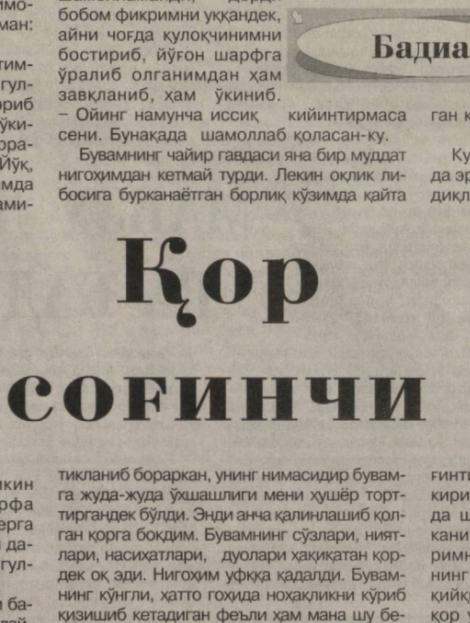 бобом фикримни уққандек,
айни чоғда қулоқчинимни
бостириб, йўғон шарфга
ўралиб олганимдан ҳам
завқланиб, ҳам ўкиниб.
– Ойинг намунча иссиқ кийинтирмаса
сени. Бунақада шамоллаб қоласан-ку.
Бувамнинг чайир гавдаси яна бир муддат
нигоҳимдан кетмай турди. Лекин оқлик ли-
босига бурканаётган борлиқ кўзимда қайта
Бадиа
Қор
соғинчи
тикланиб бораркан, унинг нимасидир бувам-
га жуда-жуда ўхшашлиги мени ҳушёр торт-
тиргандек бўлди. Энди анча қалинлашиб қол-
ган қорга боқдим. Бувамнинг сўзлари, ният-
лари, насиҳатлари, дуолари ҳақиқатан қор-
дек оқ эди. Нигоҳим уфққа қадалди. Бувам-
нинг кўнгли, ҳатто гоҳида ноҳақликни кўриб
қизишиб кетадиган феъли ҳам мана шу бе-